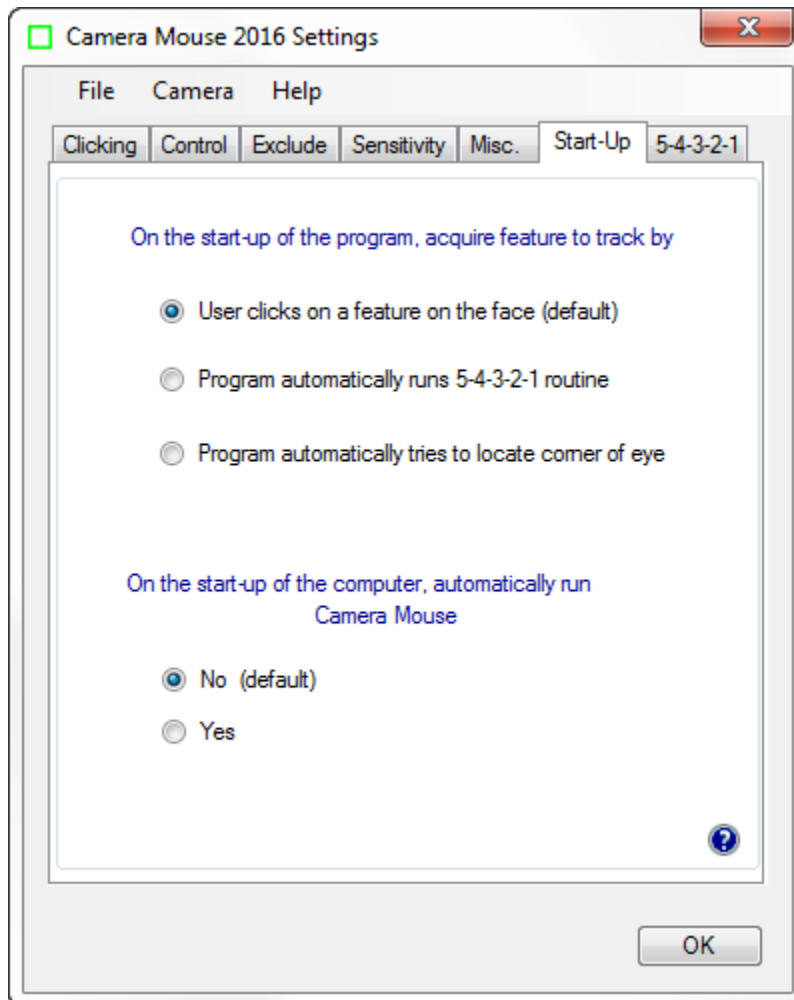 Camera Mouse 2016 Settings
X
File Camera Help
Clicking Control Exclude Sensitivity Misc. Start-Up 5-4-3-2-1
On the start-up of the program, acquire feature to track by
User clicks on a feature on the face (default)
Program automatically runs 5-4-3-2-1 routine
Program automatically tries to locate corner of eye
On the start-up of the computer, automatically run
Camera Mouse
No (default)
Yes
?
OK